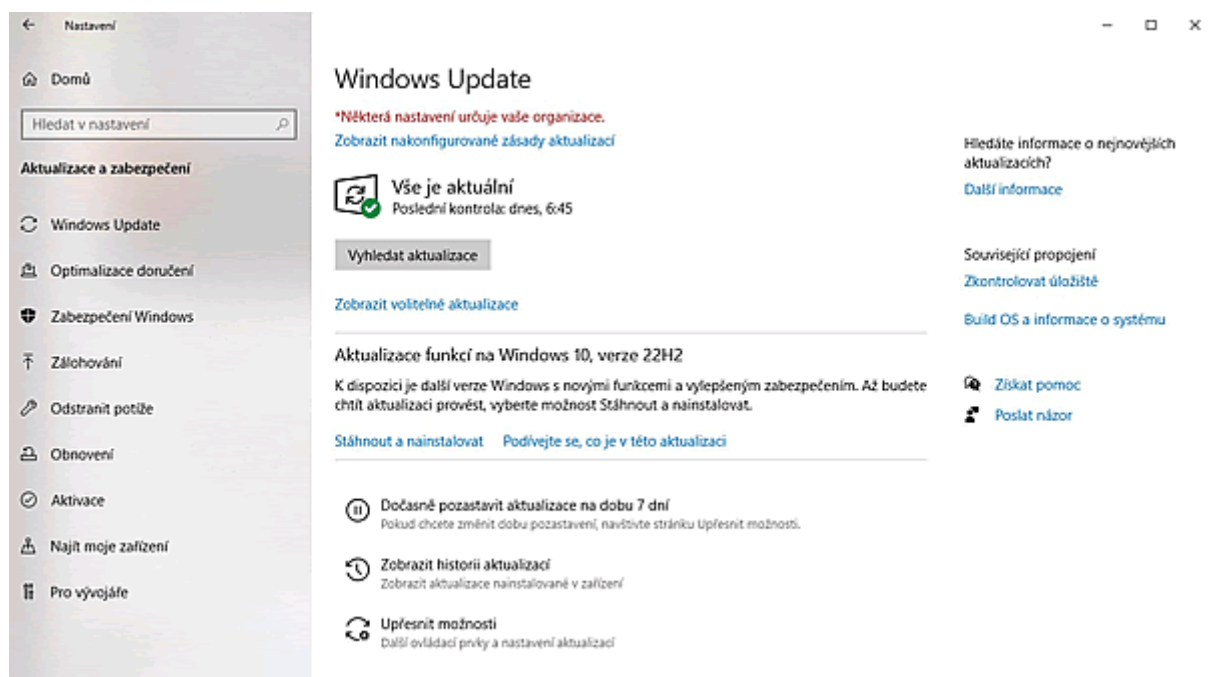 Nastavení
Domů
Hledat v nastavení
Aktualizace a zabezpečení
Windows Update
Optimalizace doručení
Zabezpečení Windows
Zálohování
Odstranit potíže
Obnovení
Aktivace
Najít moje zařízení
Pro vývojáře
Windows Update
*Některá nastavení určuje vaše organizace.
Zobrazit nakonfigurované zásady aktualizací
Vše je aktuální
Poslední kontrola: dnes, 6:45
Vyhledat aktualizace
Zobrazit volitelné aktualizace
Aktualizace funkcí na Windows 10, verze 22H2
K dispozici je další verze Windows s novými funkcemi a vylepšeným zabezpečením. Až budete
chtít aktualizaci provést, vyberte možnost Stáhnout a nainstalovat.
Stáhnout a nainstalovat Podívejte se, co je v této aktualizaci
Dočasně pozastavit aktualizace na dobu 7 dní
Pokud chcete změnit dobu pozastavení, navštivte stránku Upřesnit možnosti.
Zobrazit historii aktualizací
Zobrazit aktualizace nainstalované v zařízení
Upřesnit možnosti
Další ovládací prvky a nastavení aktualizací
Hledáte informace o nejnovějších
aktualizacích?
Další informace
Související propojení
Zkontrolovat úložiště
Build OS a informace o systému
Získat pomoc
Poslat názor